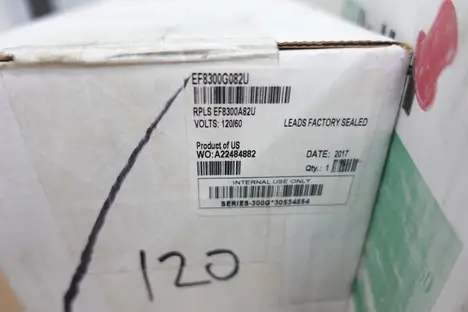 EF8300G082U
RPLS EF8300A82U
VOLTS: 120/60 LEADS FACTORY SEALED
Product of US
WO:A22484882 DATE: 2017
Qty.: 1
INTERNAL USE ONLY
SERIES-300G*30534554
120